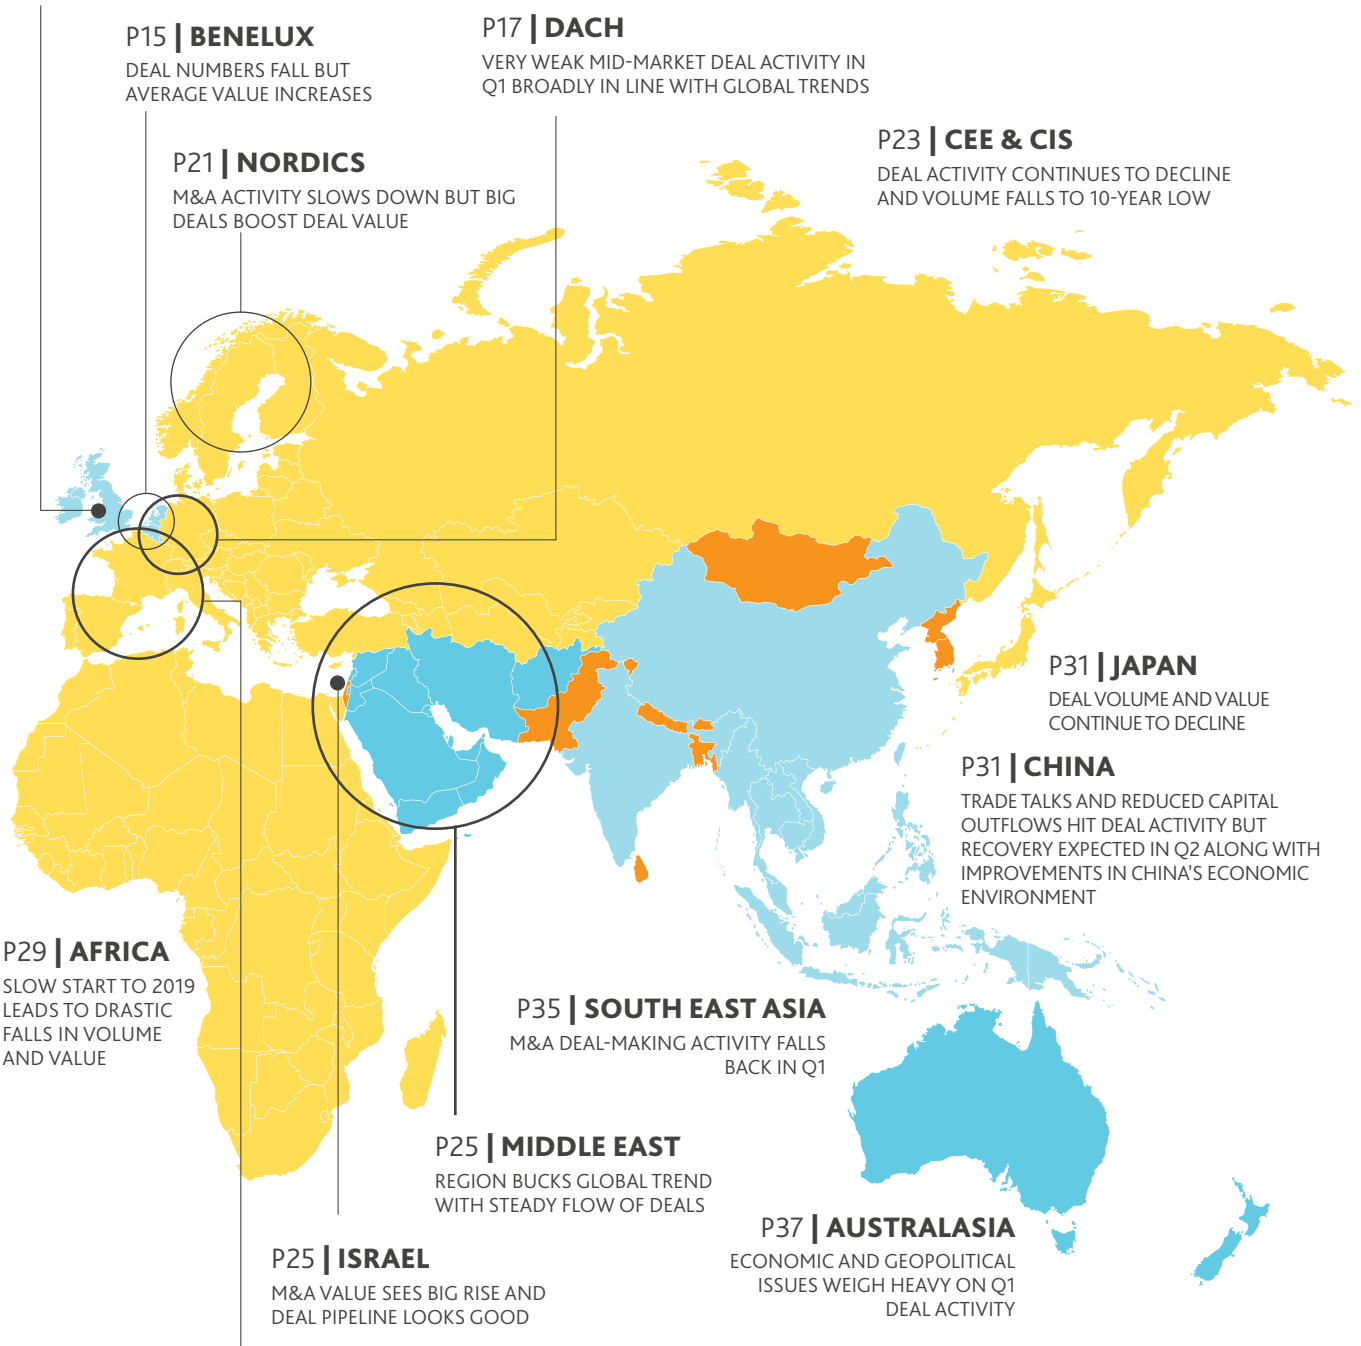 P15 | BENELUX
DEAL NUMBERS FALL BUT
AVERAGE VALUE INCREASES
P17 | DACH
VERY WEAK MID-MARKET DEAL ACTIVITY IN
Q1 BROADLY IN LINE WITH GLOBAL TRENDS
P21 | NORDICS
M&A ACTIVITY SLOWS DOWN BUT BIG
DEALS BOOST DEAL VALUE
P23 | CEE & CIS
DEAL ACTIVITY CONTINUES TO DECLINE
AND VOLUME FALLS TO 10-YEAR LOW
P31 | JAPAN
DEAL VOLUME AND VALUE
CONTINUE TO DECLINE
P31 | CHINA
TRADE TALKS AND REDUCED CAPITAL
OUTFLOWS HIT DEAL ACTIVITY BUT
RECOVERY EXPECTED IN Q2 ALONG WITH
IMPROVEMENTS IN CHINA'S ECONOMIC
ENVIRONMENT
P29 | AFRICA
SLOW START TO 2019
LEADS TO DRASTIC
FALLS IN VOLUME
AND VALUE
P35 | SOUTH EAST ASIA
M&A DEAL-MAKING ACTIVITY FALLS
BACK IN Q1
P25 | MIDDLE EAST
REGION BUCKS GLOBAL TREND
WITH STEADY FLOW OF DEALS
P37 | AUSTRALASIA
ECONOMIC AND GEOPOLITICAL
ISSUES WEIGH HEAVY ON Q1
DEAL ACTIVITY
P25 | ISRAEL
M&A VALUE SEES BIG RISE AND
DEAL PIPELINE LOOKS GOOD